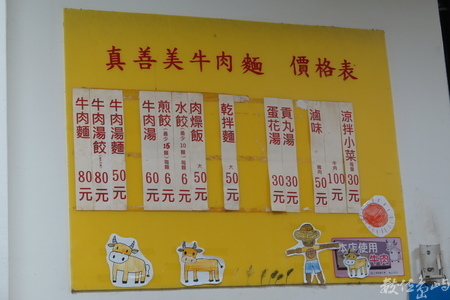 真善美牛肉麵 價格表
涼拌小菜 30元
滷味 牛肉100元 50元
貢丸湯 30元
蛋花湯 30元
乾拌麵 大50元
肉燥飯 大50元
水餃 6元
煎餃 6元
牛肉湯 60元
牛肉湯麵 50元
牛肉湯餃 80元
牛肉麵 80元
本店使用
牛肉